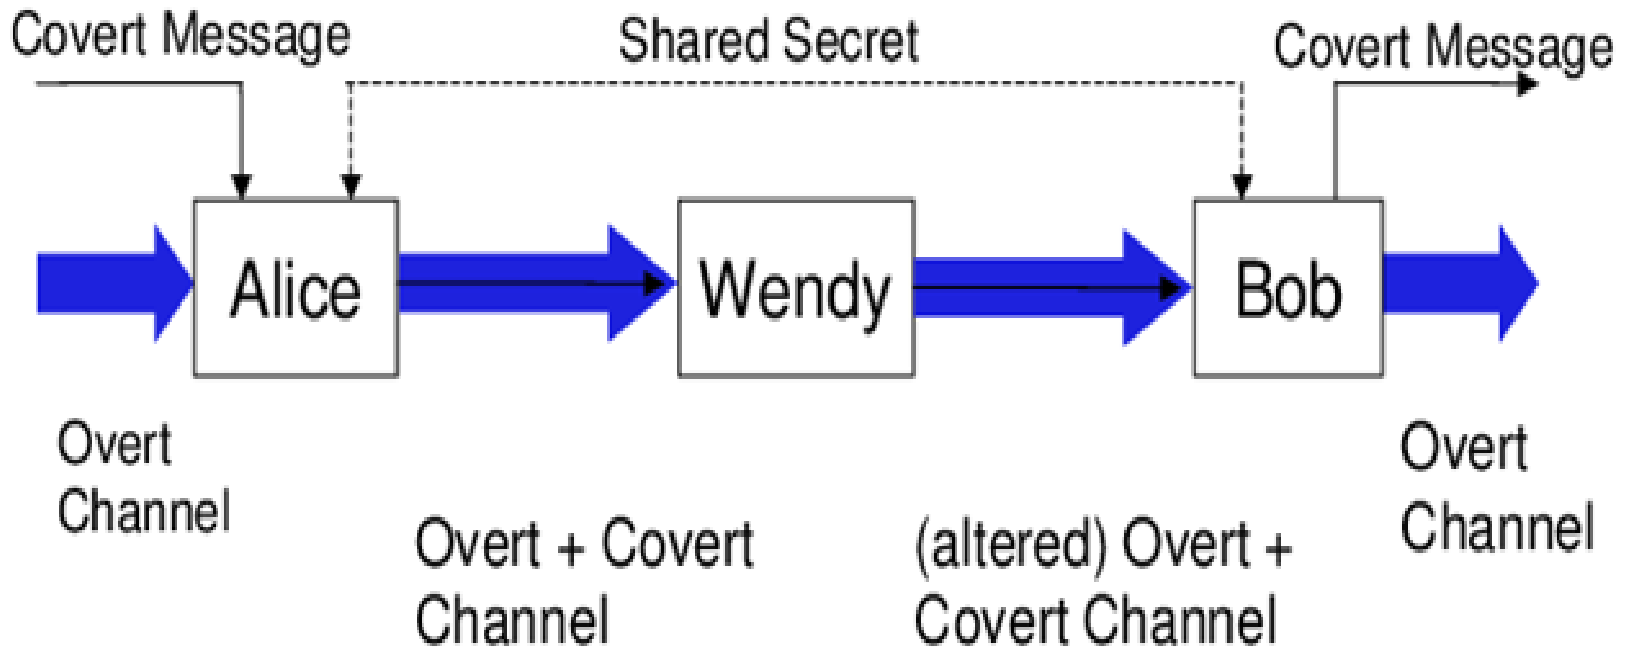 Covert Message
Shared Secret
Covert Message
Alice
Wendy
Bob
Overt
Channel
Overt + Covert
Channel
(altered) Overt +
Covert Channel
Overt
Channel